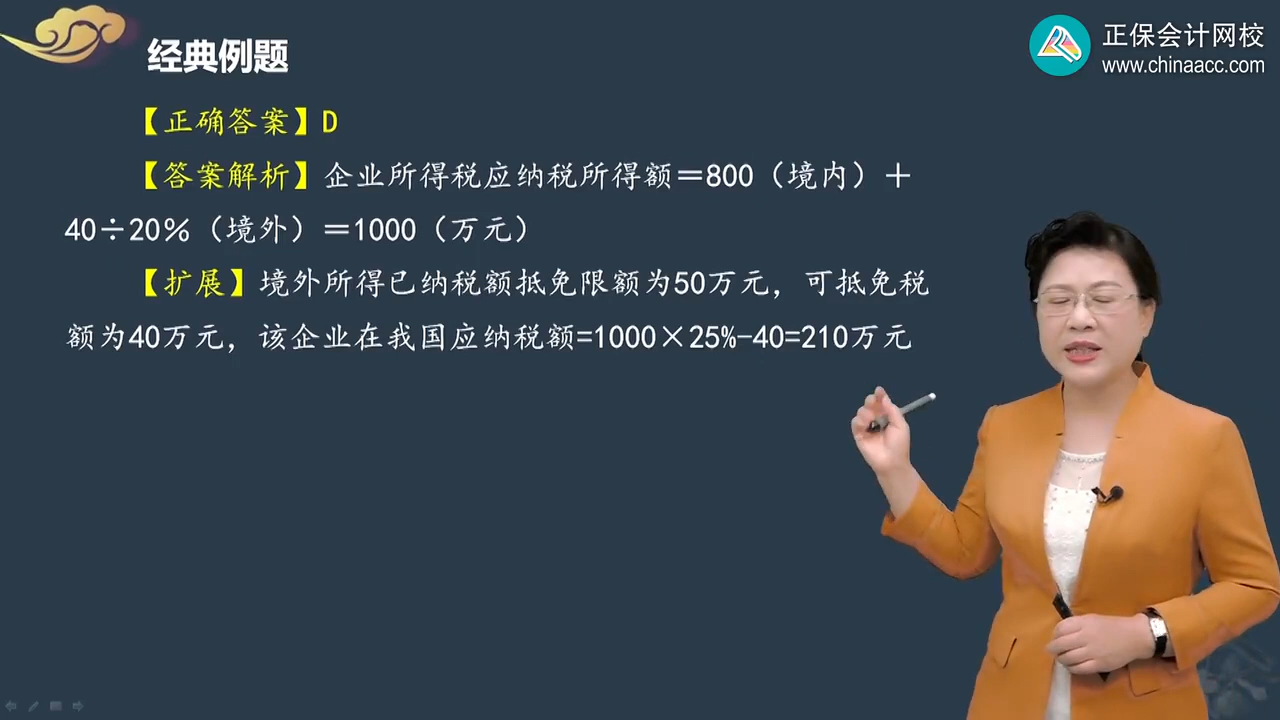 经典例题
正保会计网校
www.chinaacc.com
【正确答案】D
【答案解析】企业所得税应纳税所得额＝800（境内）＋
40÷20％（境外）＝1000（万元）
【扩展】境外所得已纳税额抵免限额为50万元，可抵免税
额为40万元，该企业在我国应纳税额=1000×25%-40=210万元